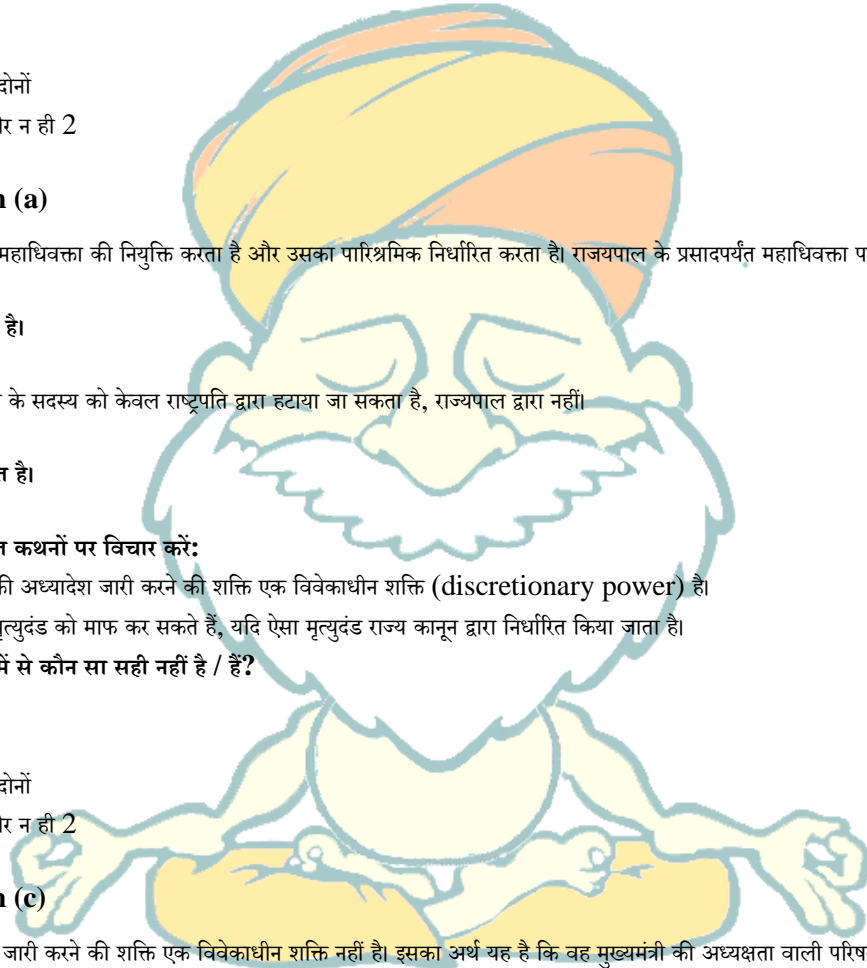 दोनों
र न ही 2
n (a)
महाधिवक्ता की नियुक्ति करता है और उसका पारिश्रमिक निर्धारित करता है। राजयपाल के प्रसादपर्यंत महाधिवक्ता प
है।
के सदस्य को केवल राष्ट्रपति द्वारा हटाया जा सकता है, राज्यपाल द्वारा नहीं।
त है।
त कथनों पर विचार करें:
की अध्यादेश जारी करने की शक्ति एक विवेकाधीन शक्ति (discretionary power) है।
मृत्युदंड को माफ कर सकते हैं, यदि ऐसा मृत्युदंड राज्य कानून द्वारा निर्धारित किया जाता है।
में से कौन सा सही नहीं है / हैं?
दोनों
र न ही 2
n (c)
जारी करने की शक्ति एक विवेकाधीन शक्ति नहीं है। इसका अर्थ यह है कि वह मुख्यमंत्री की अध्यक्षता वाली परिष